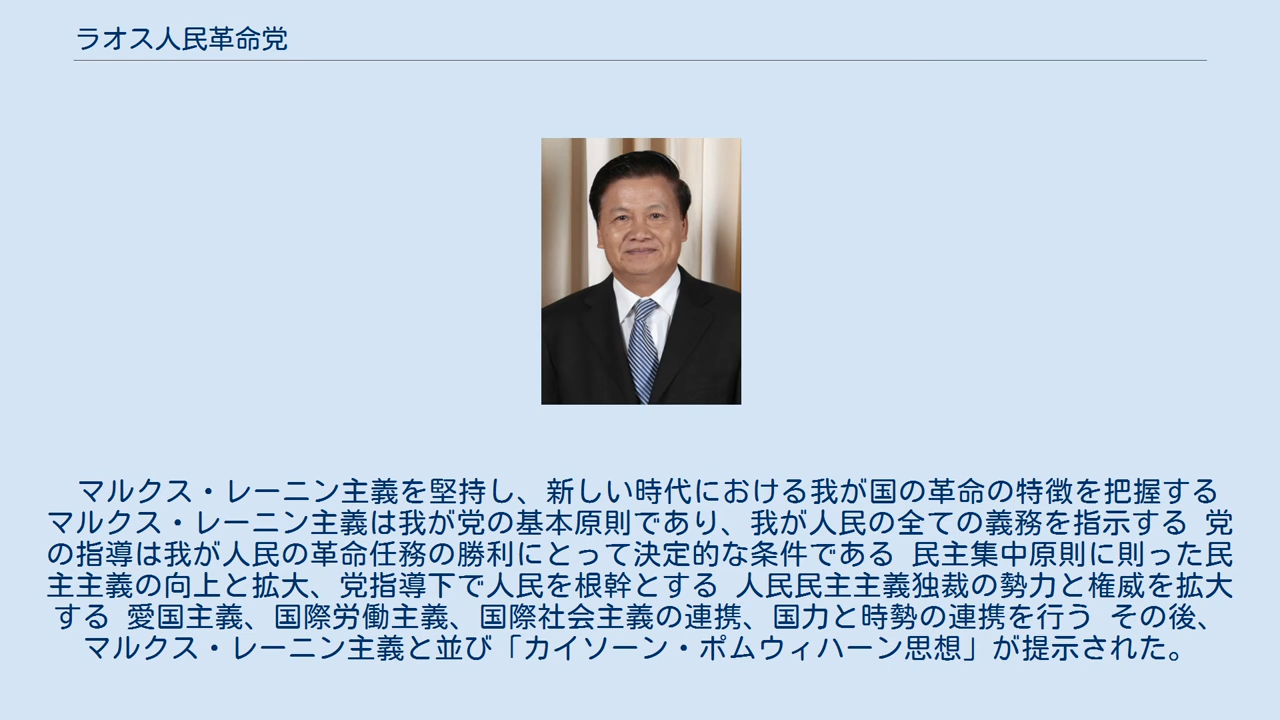 ラオス人民革命党
マルクス・レーニン主義を堅持し、新しい時代における我が国の革命の特徴を把握する
マルクス・レーニン主義は我が党の基本原則であり、我が人民の全ての義務を指示する 党
の指導は我が人民の革命任務の勝利にとって決定的な条件である 民主集中原則に則った民
主主義の向上と拡大、党指導下で人民を根幹とする 人民民主主義独裁の勢力と権威を拡大
する 愛国主義、国際労働主義、国際社会主義の連携、国力と時勢の連携を行う その後、
マルクス・レーニン主義と並び「カイソーン・ポムウィハーン思想」が提示された。